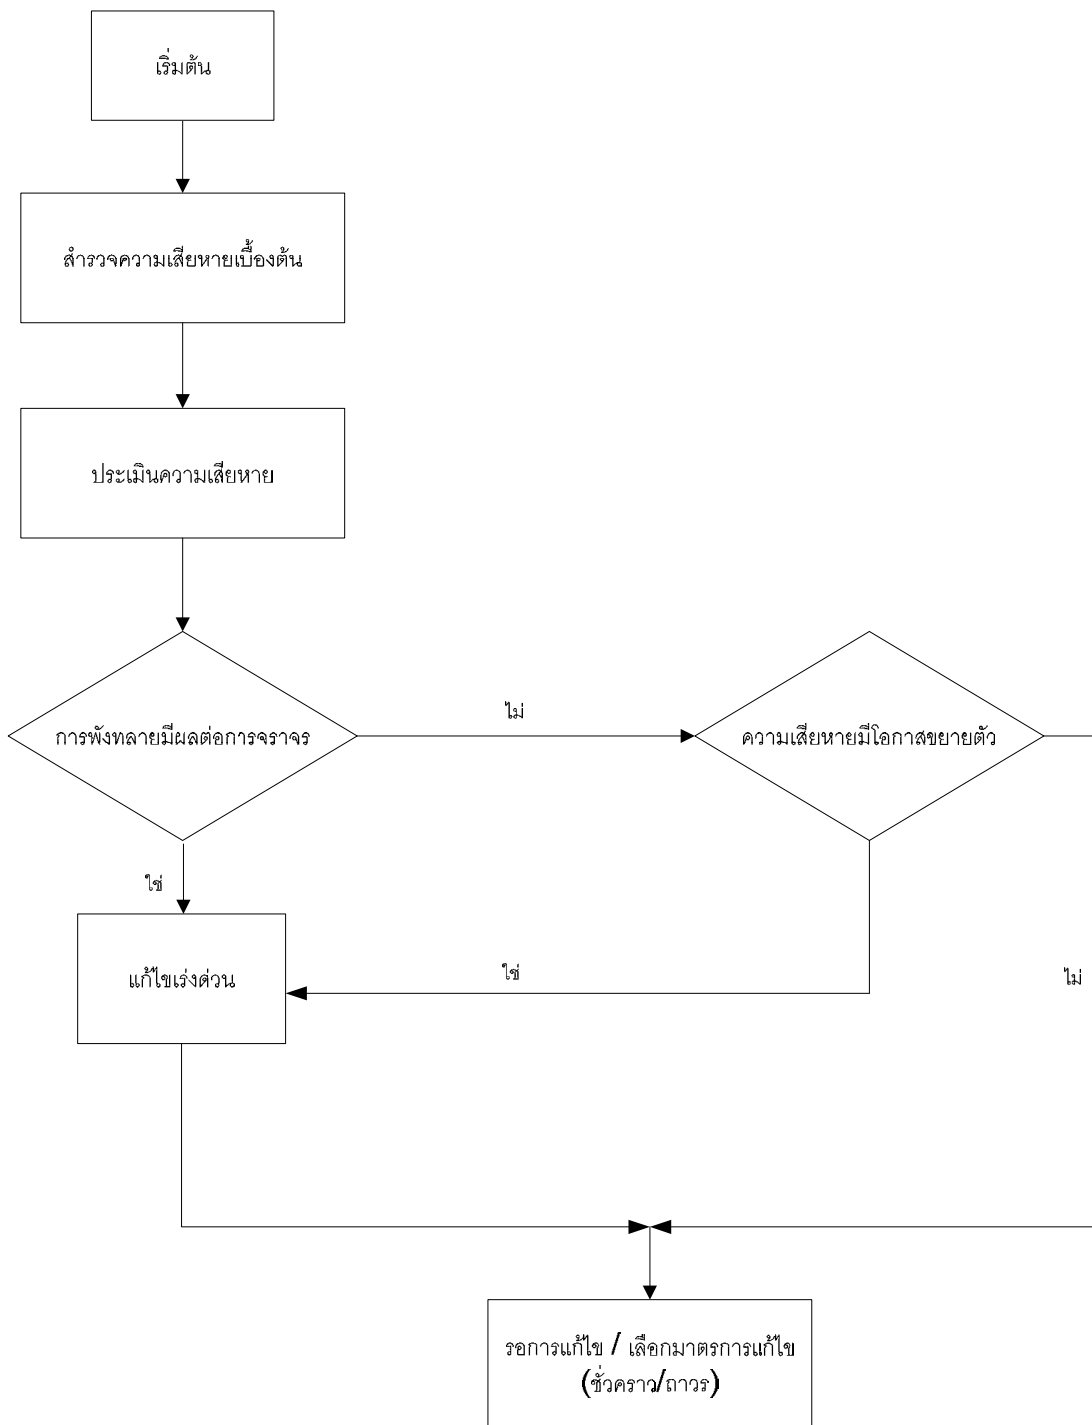 เริ่มต้น
สำรวจความเสียหายเบื้องต้น
ประเมินความเสียหาย
การพังทลายมีผลต่อการจราจร
ไม่
ความเสียหายมีโอกาสขยายตัว
ใช่
แก้ไขเร่งด่วน
ใช่
ไม่
รอการแก้ไข / เลือกมาตรการแก้ไข
(ชั่วคราว/ถาวร)